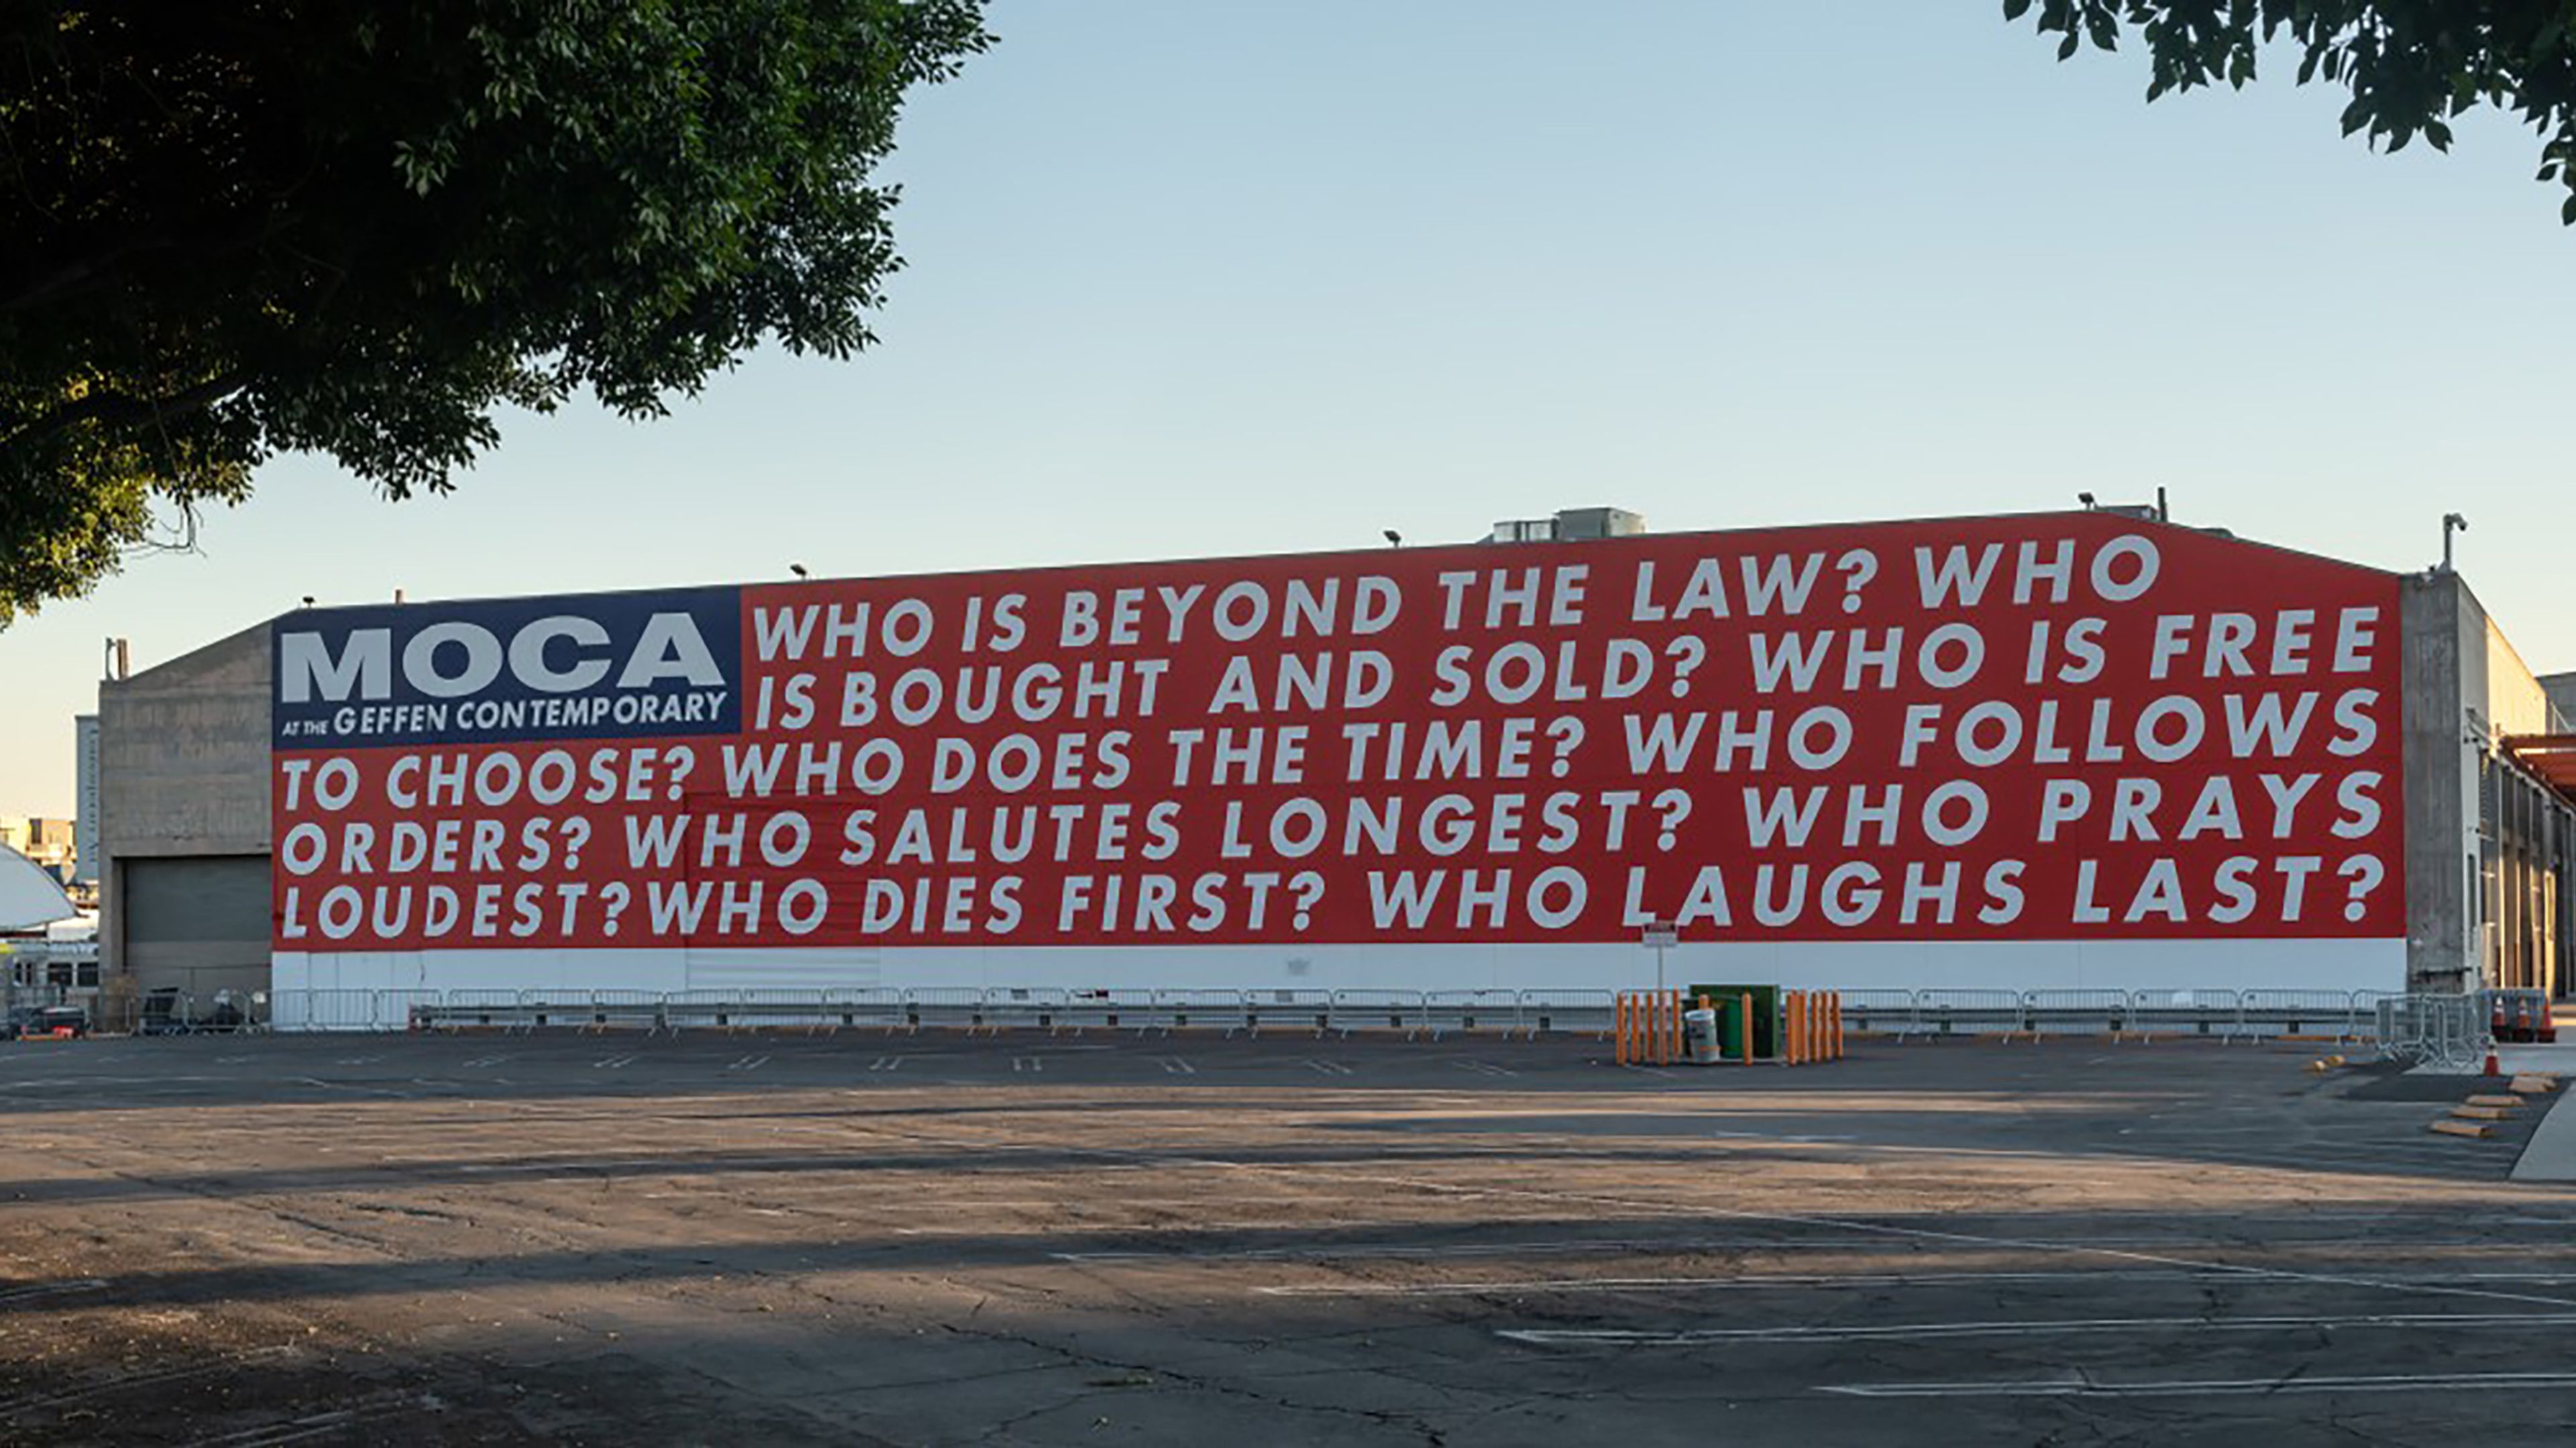 MOCA
AT THE GEFFEN CONTEMPORARY
WHO IS BEYOND THE LAW? WHO
IS BOUGHT AND SOLD? WHO IS FREE
TO CHOOSE? WHO DOES THE TIME? WHO FOLLOWS
ORDERS? WHO SALUTES LONGEST? WHO PRAYS
LOUDEST? WHO DIES FIRST? WHO LAUGHS LAST?